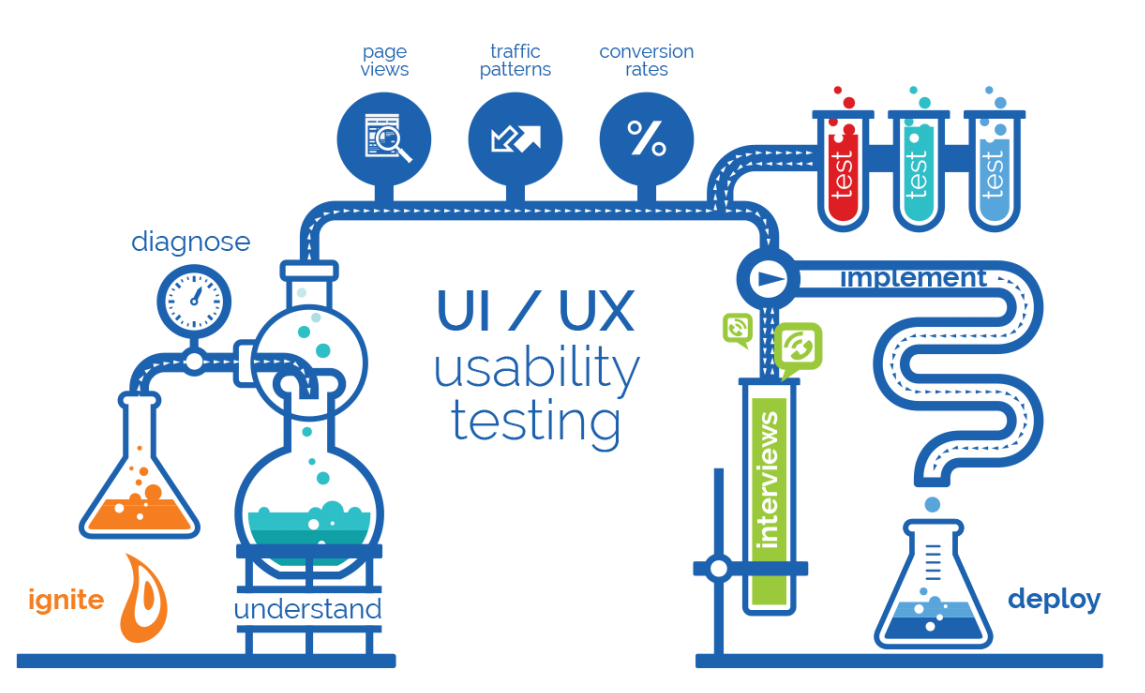 page
views
traffic
patterns
conversion
rates
%
test
test
test
diagnose
implement
UI / UX
usability
testing
interviews
ignite
understand
deploy